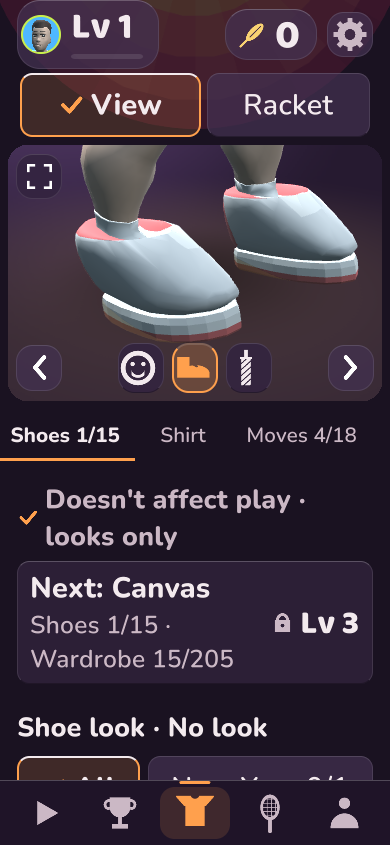 Lv 1
0
View
Racket
Shoes 1/15
Shirt
Moves 4/18
Doesn't affect play ·
looks only
Next: Canvas
Shoes 1/15 ·
Wardrobe 15/205
Lv 3
Shoe look · No look